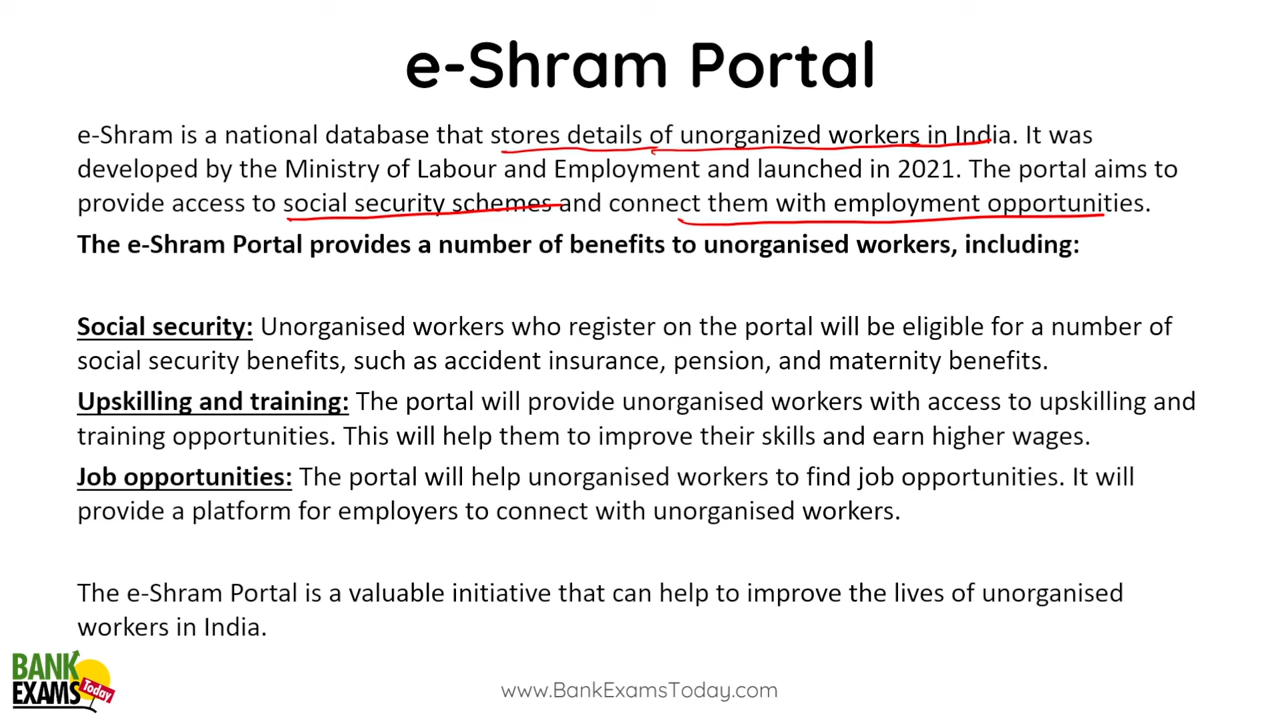 e-Shram Portal
e-Shram is a national database that stores details of unorganized workers in India. It was
developed by the Ministry of Labour and Employment and launched in 2021. The portal aims to
provide access to social security schemes and connect them with employment opportunities.
The e-Shram Portal provides a number of benefits to unorganised workers, including:
Social security: Unorganised workers who register on the portal will be eligible for a number of
social security benefits, such as accident insurance, pension, and maternity benefits.
Upskilling and training: The portal will provide unorganised workers with access to upskilling and
training opportunities. This will help them to improve their skills and earn higher wages.
Job opportunities: The portal will help unorganised workers to find job opportunities. It will
provide a platform for employers to connect with unorganised workers.
The e-Shram Portal is a valuable initiative that can help to improve the lives of unorganised
workers in India.
BANK
EXAMS
Today
www.BankExamsToday.com